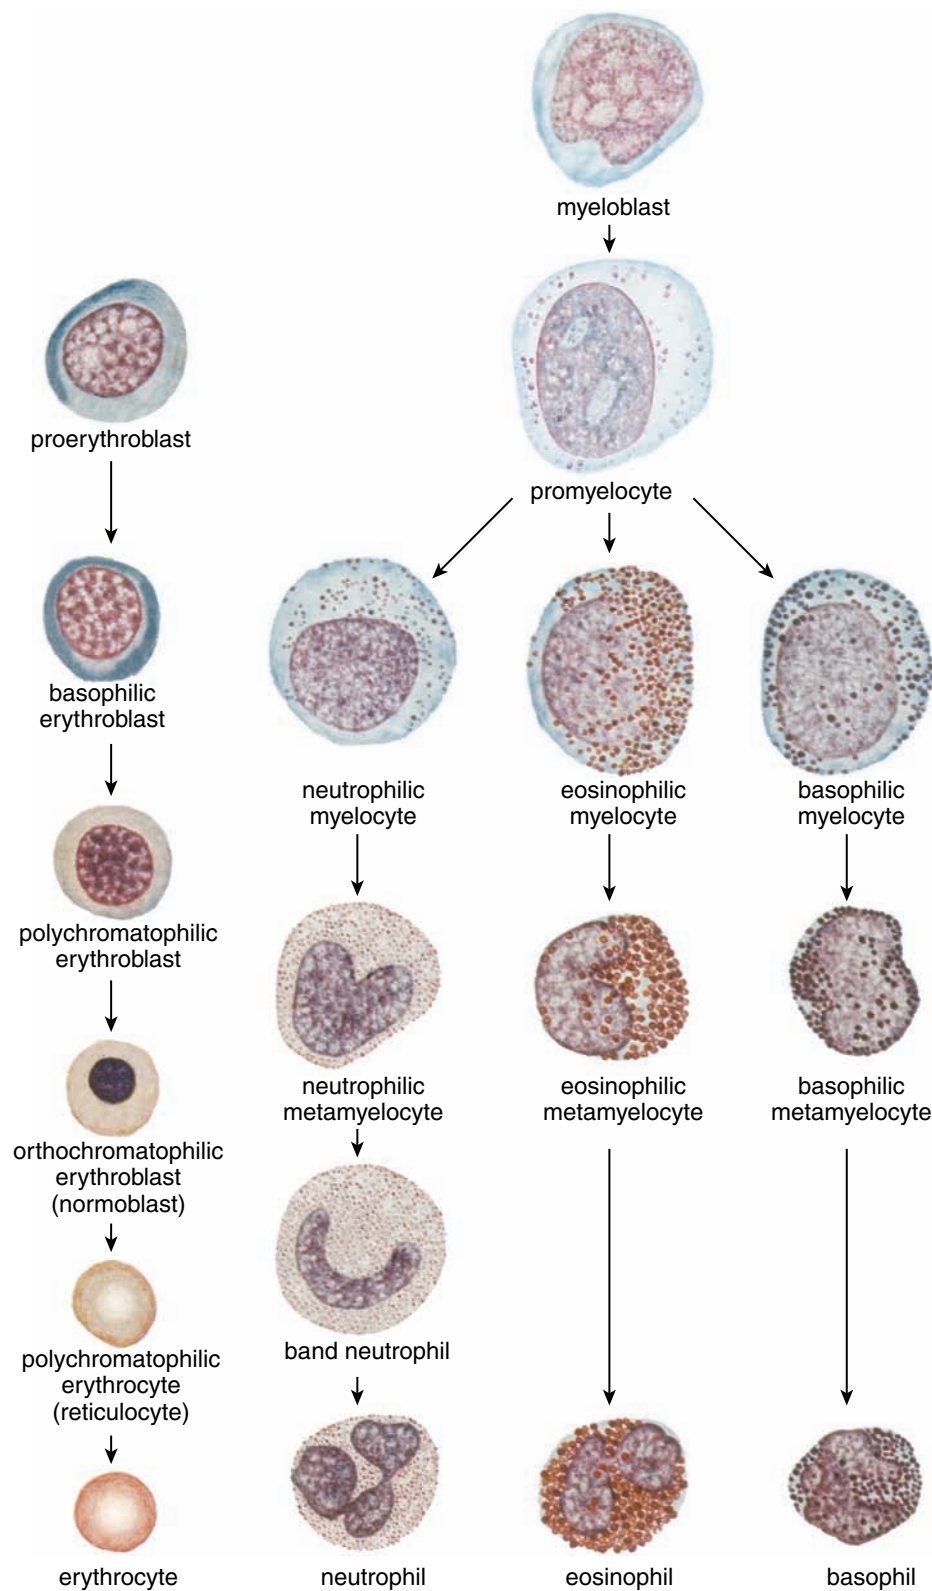 myeloblast
proerythroblast
promyelocyte
basophilic
erythroblast
neutrophilic
myelocyte
eosinophilic
myelocyte
basophilic
myelocyte
polychromatophilic
erythroblast
neutrophilic
metamyelocyte
eosinophilic
metamyelocyte
basophilic
metamyelocyte
orthochromatophilic
erythroblast
(normoblast)
band neutrophil
polychromatophilic
erythrocyte
(reticulocyte)
erythrocyte
neutrophil
eosinophil
basophil